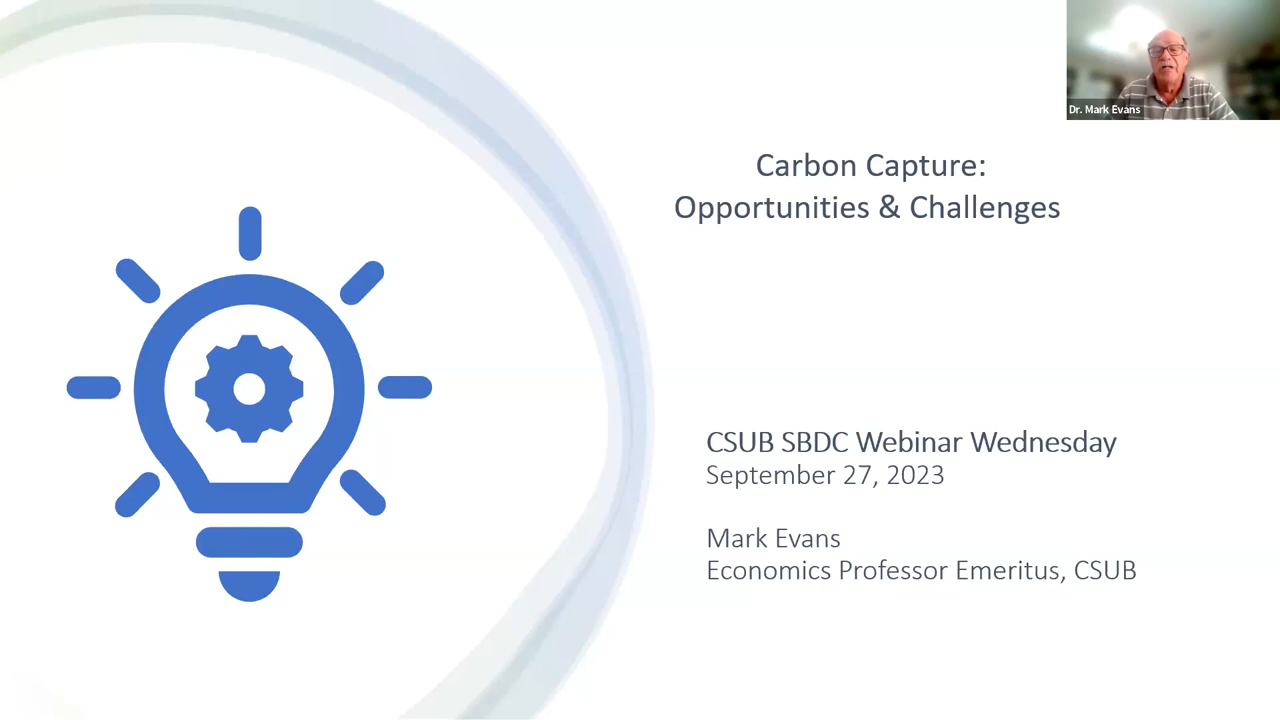 Dr. Mark Evans
Carbon Capture:
Opportunities & Challenges
CSUB SBDC Webinar Wednesday
September 27, 2023
Mark Evans
Economics Professor Emeritus, CSUB